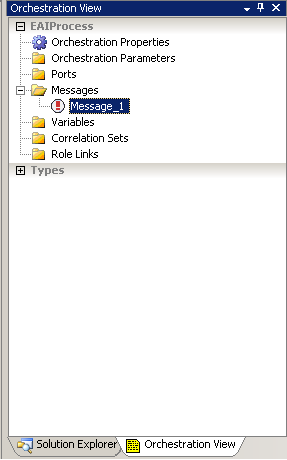 Orchestration View
EAIProcess
Orchestration Properties
Orchestration Parameters
Ports
Messages
Message_1
Variables
Correlation Sets
Role Links
Types
Solution Explorer
Orchestration View